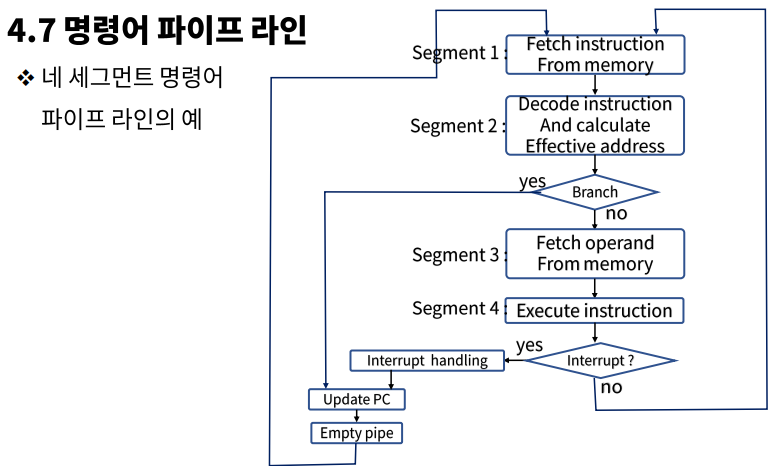 4.7 명령어 파이프 라인
❖ 네 세그먼트 명령어
파이프 라인의 예
Segment 1 :
Fetch instruction
From memory
Segment 2 :
Decode instruction
And calculate
Effective address
yes
Branch
no
Segment 3 :
Fetch operand
From memory
Segment 4 :
Execute instruction
yes
Interrupt handling
Interrupt ?
no
Update PC
Empty pipe